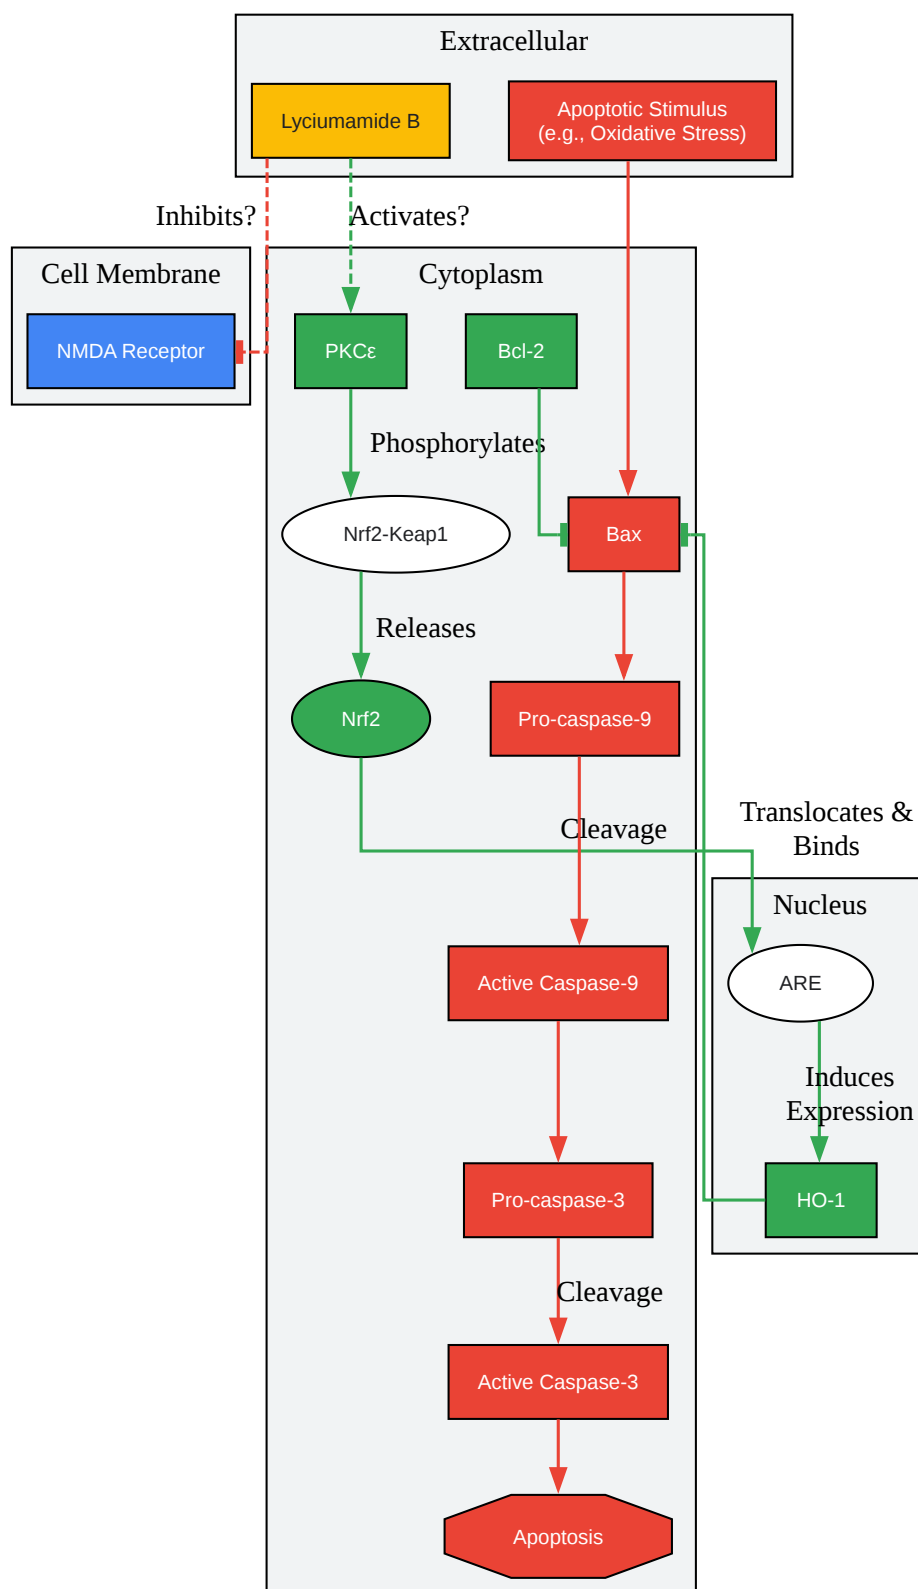 Extracellular
Lyciumamide B
Apoptotic Stimulus
(e.g., Oxidative Stress)
Inhibits?
Activates?
Cell Membrane
Cytoplasm
NMDA Receptor
PKCε
Bcl-2
Phosphorylates
Nrf2-Keap1
Bax
Releases
Nrf2
Pro-caspase-9
Cleavage
Translocates &
Binds
Nucleus
Active Caspase-9
ARE
Induces
Expression
Pro-caspase-3
HO-1
Cleavage
Active Caspase-3
Apoptosis